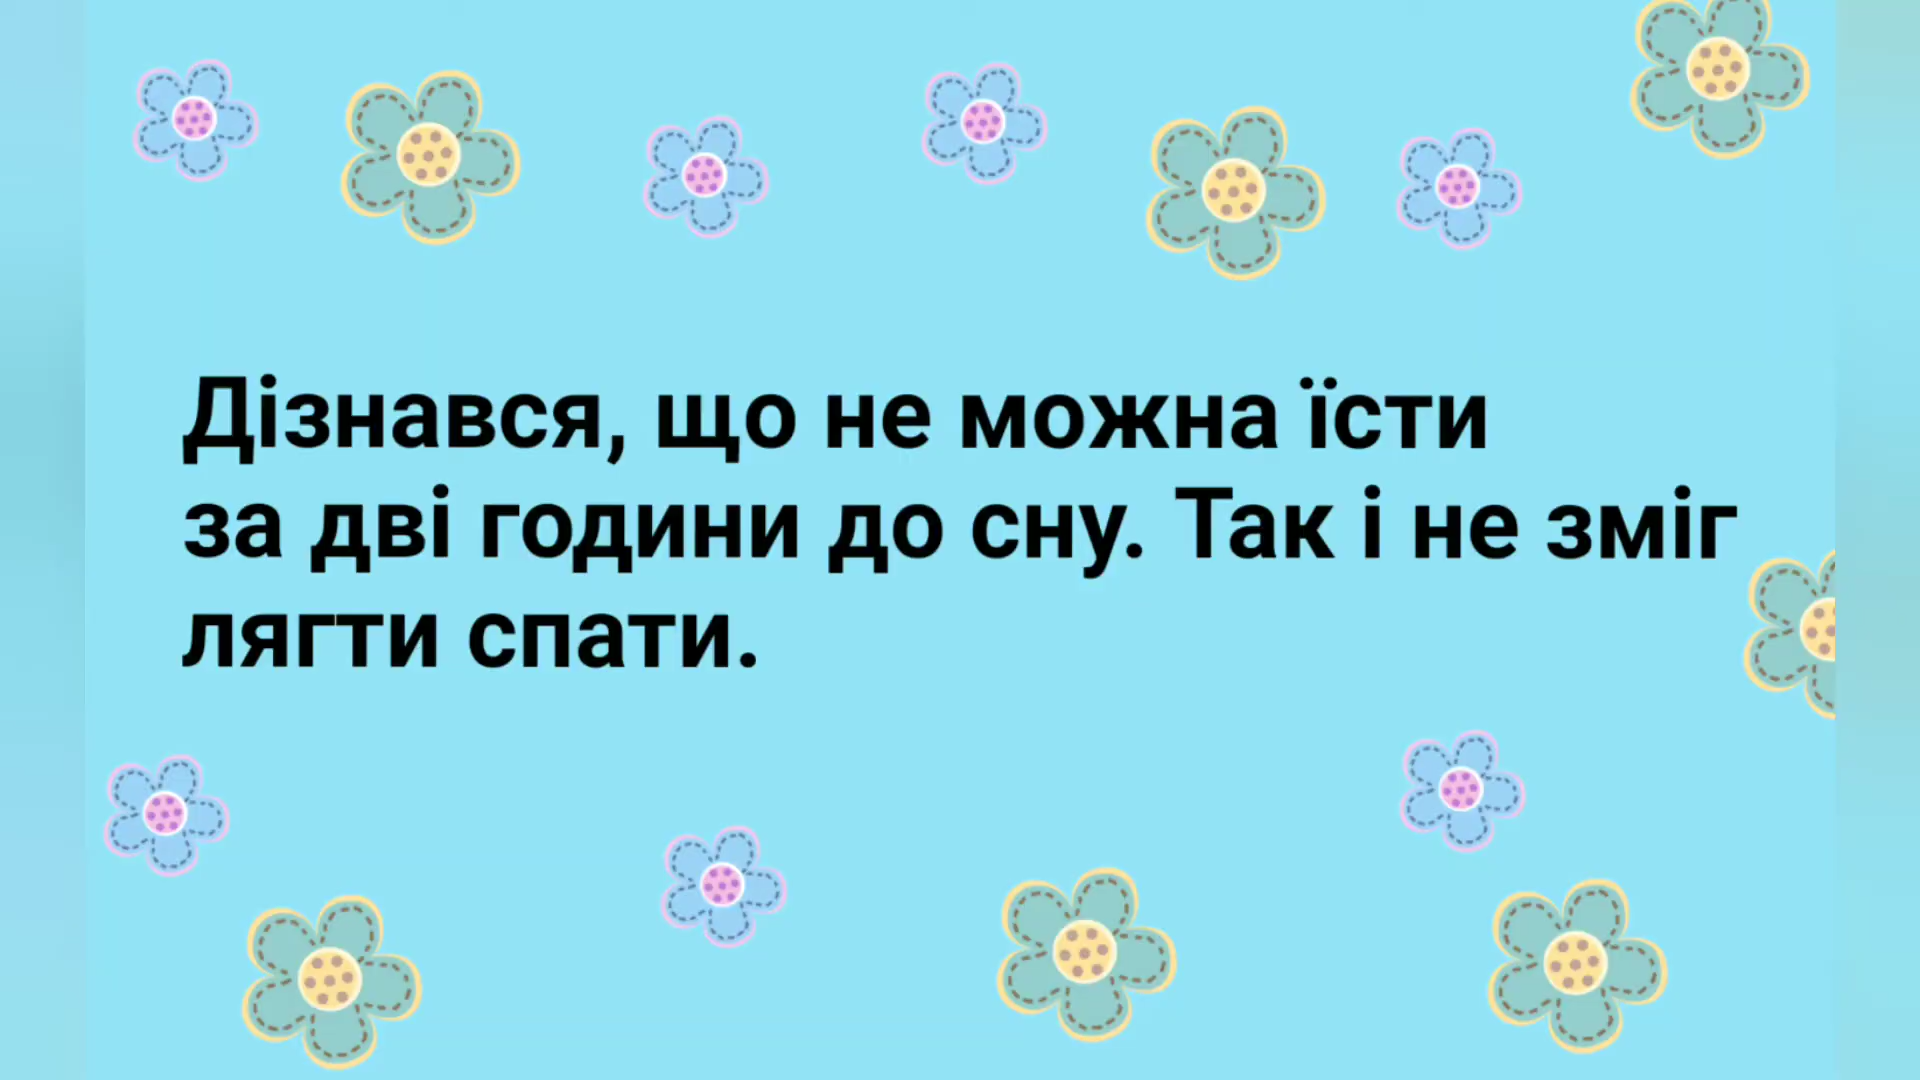 Дізнався, що не можна їсти
за дві години до сну. Так і не зміг
лягти спати.